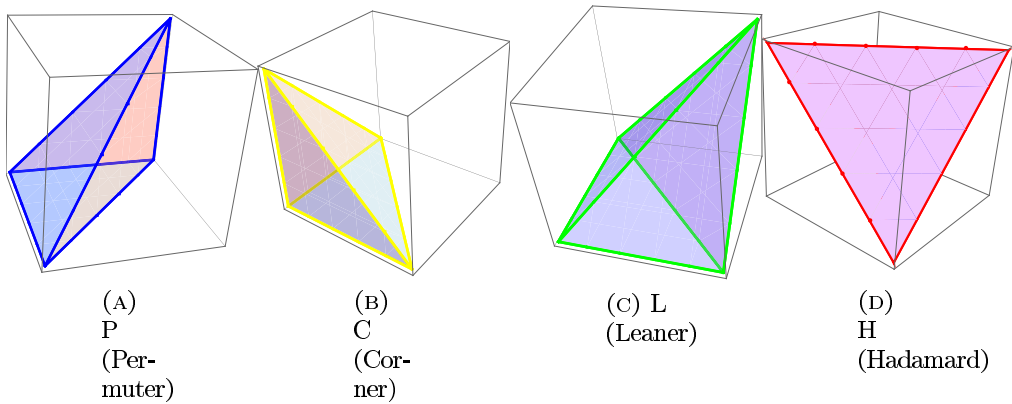 (A)
P
(Per-
muter)
(B)
C
(Cor-
ner)
(C) L
(Leaner)
(D)
H
(Hadamard)